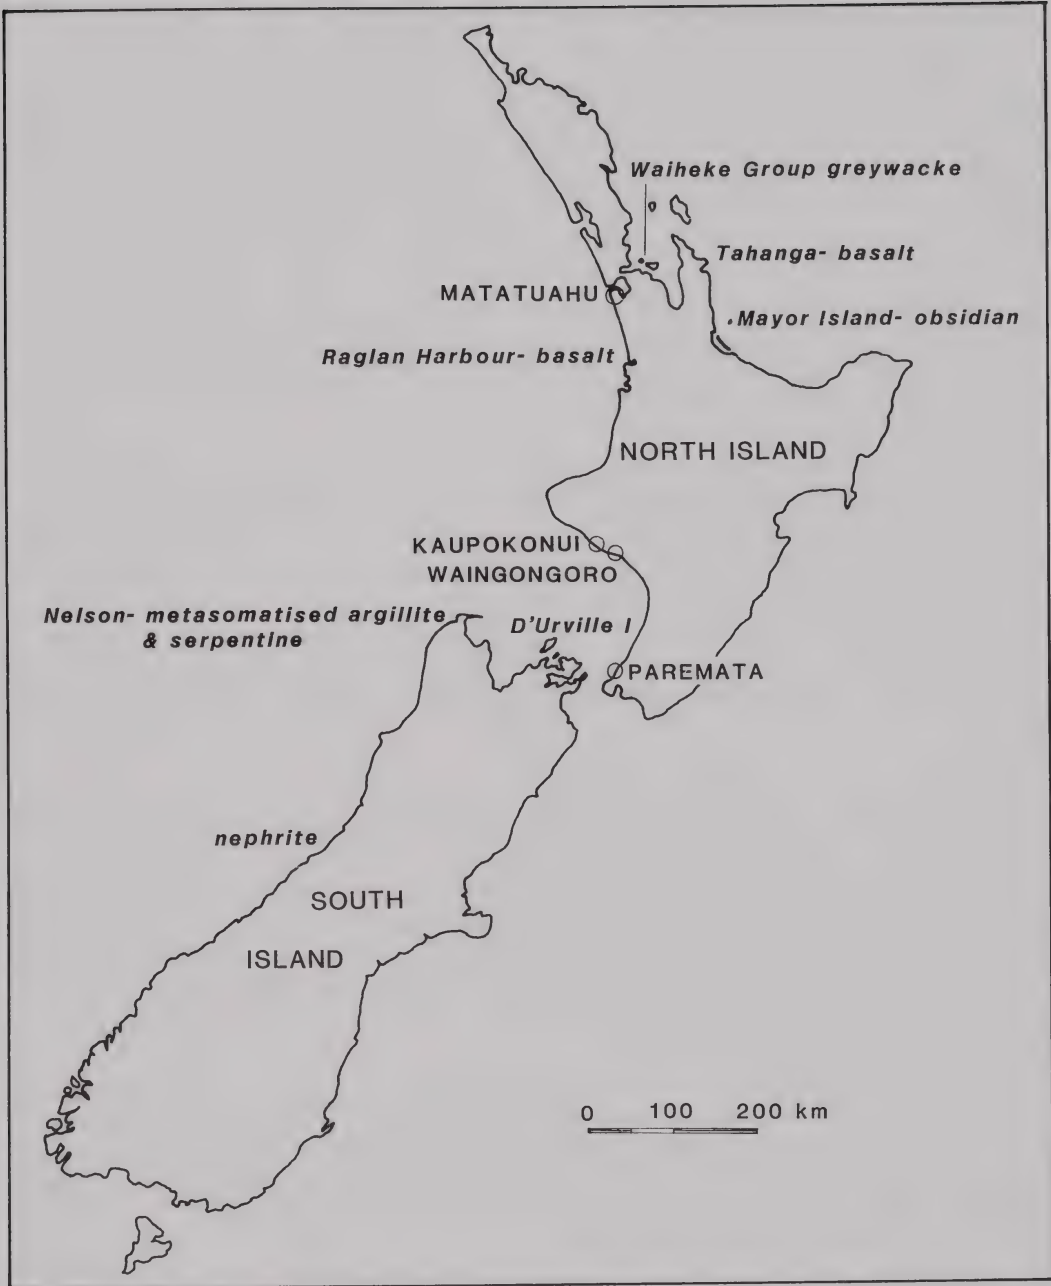 Waiheke Group greywacke
Tahanga- basalt
MATATUAHU
Mayor Island- obsidian
Raglan Harbour- basalt
NORTH ISLAND
KAUPOKONUI
WAINGONGORO
Nelson- metasomatised argillite
& serpentine
D'Urville I
PAREMATA
nephrite
SOUTH
ISLAND
0 100 200 km